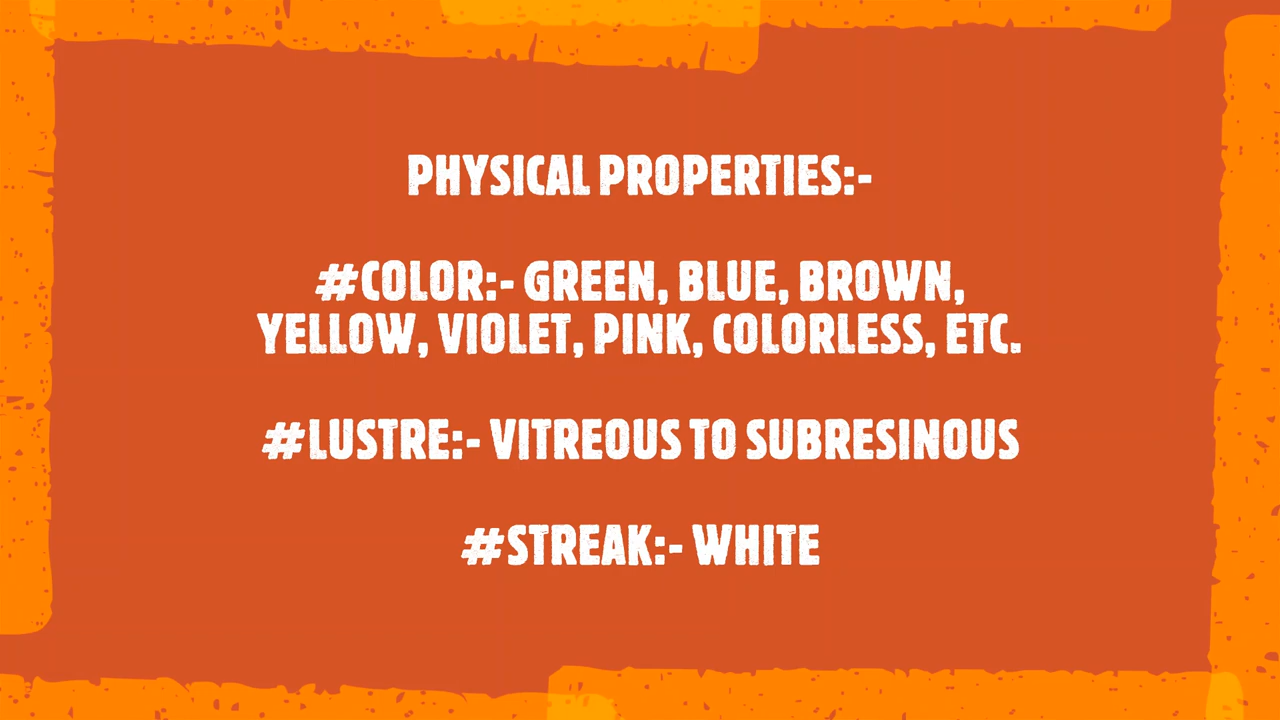 PHYSICAL PROPERTIES:-
#COLOR:- GREEN, BLUE, BROWN,
YELLOW, VIOLET, PINK, COLORLESS, ETC.
#LUSTRE:- VITREOUS TO SUBRESINOUS
#STREAK:- WHITE